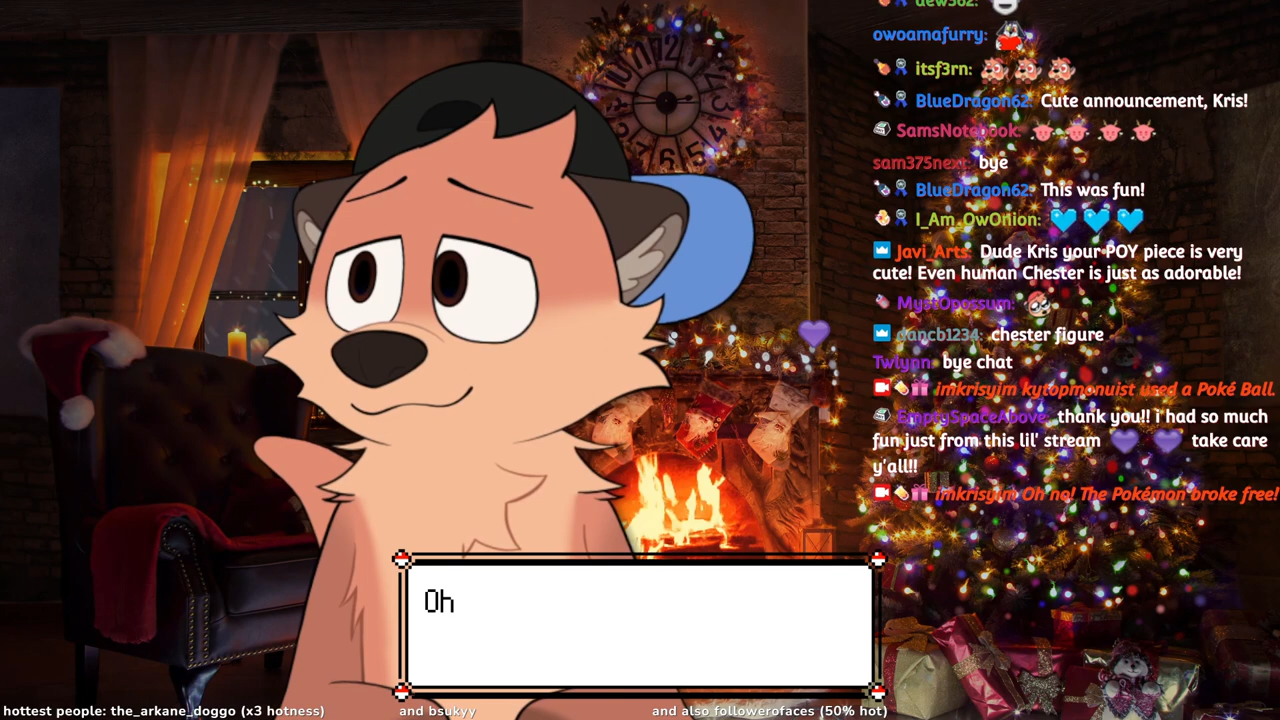 dew382:
owoamafurry:
itsf3rn:
BlueDragon62: Cute announcement, Kris!
SamsNotebook:
sam375next: bye
BlueDragon62: This was fun!
I_Am_OwOnion:
Javi_Arts: Dude Kris your POY piece is very
cute! Even human Chester is just as adorable!
MystOpossum:
dancb1234: chester figure
Twlynn: bye chat
imkrisyim kytopmonuist used a Poké Ball.
EmptySpaceAbove: thank you!! i had so much
fun just from this lil' stream take care
y'all!!
imkrisyim Oh no! The Pokémon broke free!
Oh
hottest people: the_arkane_doggo (x3 hotness) and bsukyy and also followerofaces (50% hot)